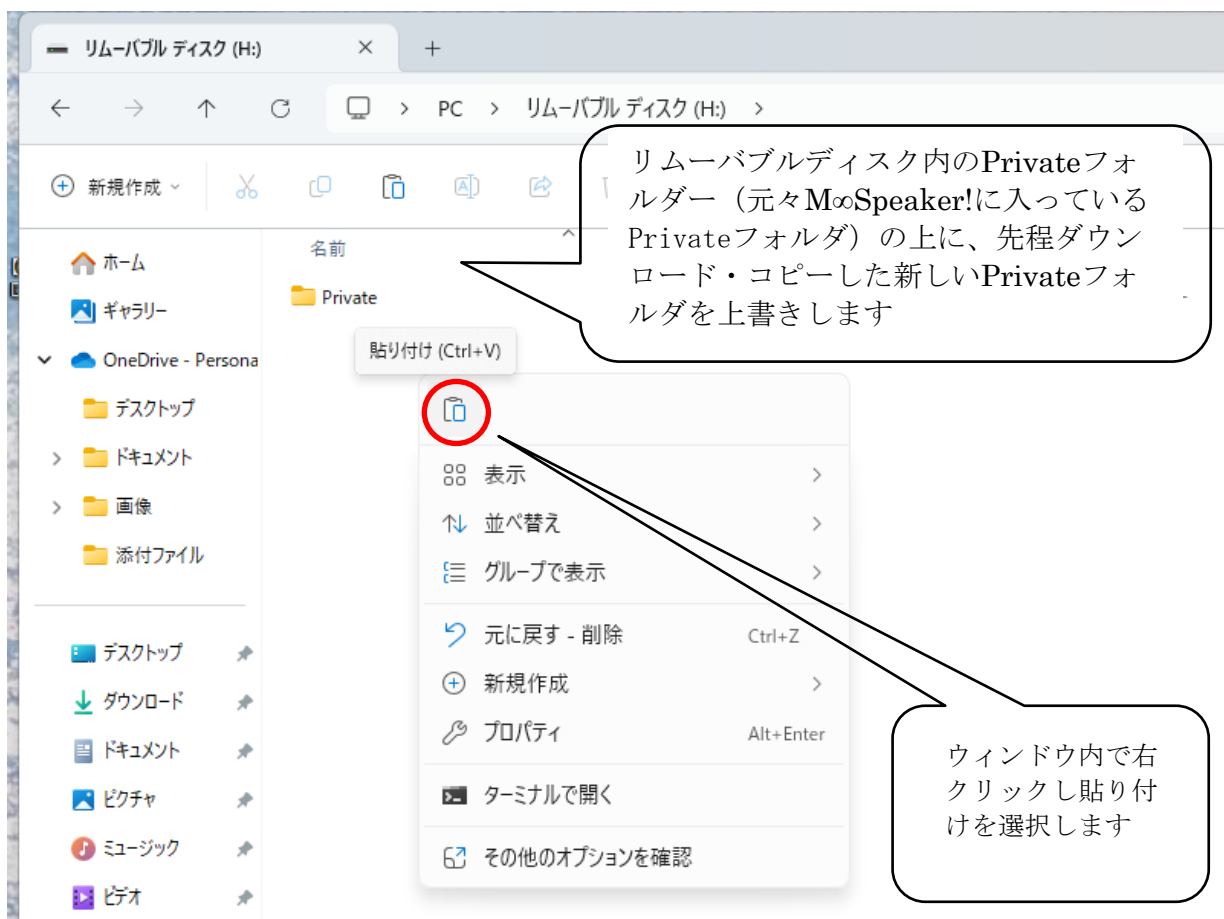 リムーバブル ディスク (H:)
PC > リムーバブル ディスク (H:) >
新規作成
リムーバブルディスク内のPrivateフォ
ルダー（元々M∞Speaker!に入っている
Privateフォルダ）の上に、先程ダウン
ロード・コピーした新しいPrivateフォ
ルダを上書きします
名前
Private
貼り付け (Ctrl+V)
ホーム
ギャラリー
OneDrive - Persona
デスクトップ
ドキュメント
画像
添付ファイル
デスクトップ
ダウンロード
ドキュメント
ピクチャ
ミュージック
ビデオ
表示
並べ替え
グループで表示
元に戻す - 削除 Ctrl+Z
新規作成
プロパティ Alt+Enter
ターミナルで開く
その他のオプションを確認
ウィンドウ内で右
クリックし貼り付
けを選択します